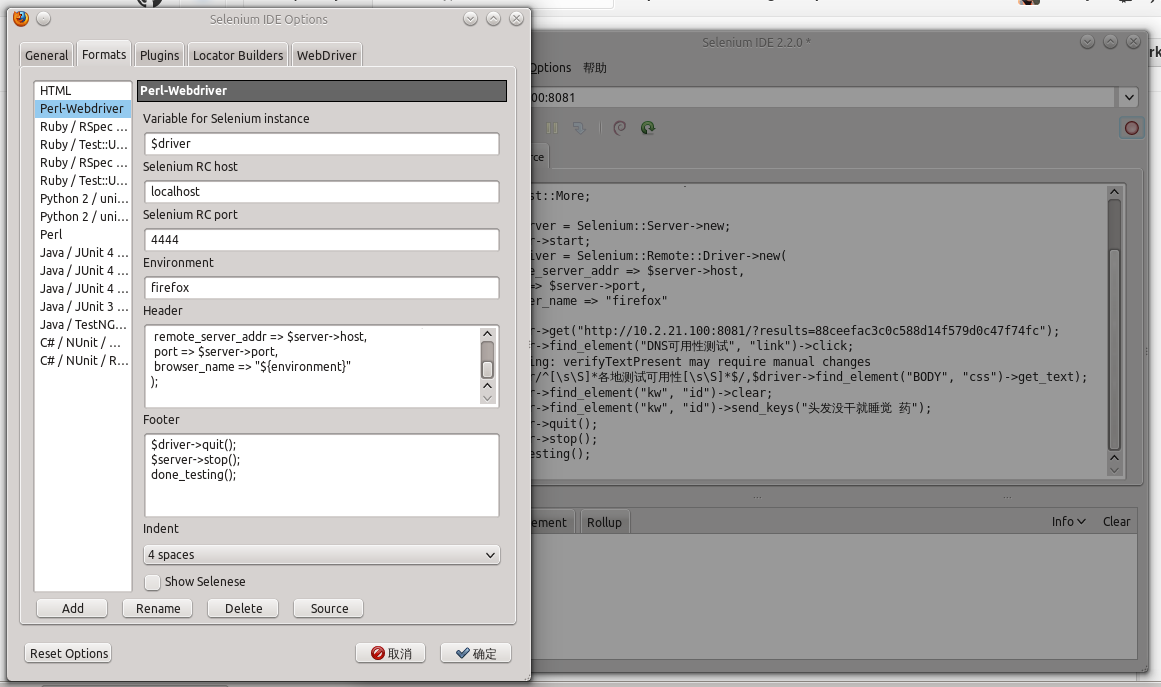 Selenium IDE Options
General
Formats
Plugins
Locator Builders
WebDriver
HTML
Perl-Webdriver
Ruby / RSpec ...
Ruby / Test::U...
Ruby / RSpec ...
Ruby / Test::U...
Python 2 / uni...
Python 2 / uni...
Perl
Java / JUnit 4 ...
Java / JUnit 4 ...
Java / JUnit 4 ...
Java / JUnit 3 ...
Java / TestNG...
C# / NUnit / ...
C# / NUnit / R...
Perl-Webdriver
Variable for Selenium instance
$driver
Selenium RC host
localhost
Selenium RC port
4444
Environment
firefox
Header
remote_server_addr => $server->host,
port => $server->port,
browser_name => "${environment}"
);
Footer
$driver->quit();
$server->stop();
done_testing();
Indent
4 spaces
Show Selenese
Add
Rename
Delete
Source
Reset Options
取消
确定
Selenium IDE 2.2.0 *
Options
帮助
00:8081
rce
st::More;
rver = Selenium::Server->new;
r->start;
iver = Selenium::Remote::Driver->new(
e_server_addr => $server->host,
=> $server->port,
er_name => "firefox"
r->get("http://10.2.21.100:8081/?results=88ceefac3c0c588d14f579d0c47f74fc");
r->find_element("DNS可用性测试", "link")->click;
ing: verifyTextPresent may require manual changes
r/^[\s\S]*各地测试可用性[\s\S]*$/,$driver->find_element("BODY", "css")->get_text);
r->find_element("kw", "id")->clear;
r->find_element("kw", "id")->send_keys("头发没干就睡觉 药");
r->quit();
r->stop();
esting();
ement
Rollup
Info
Clear